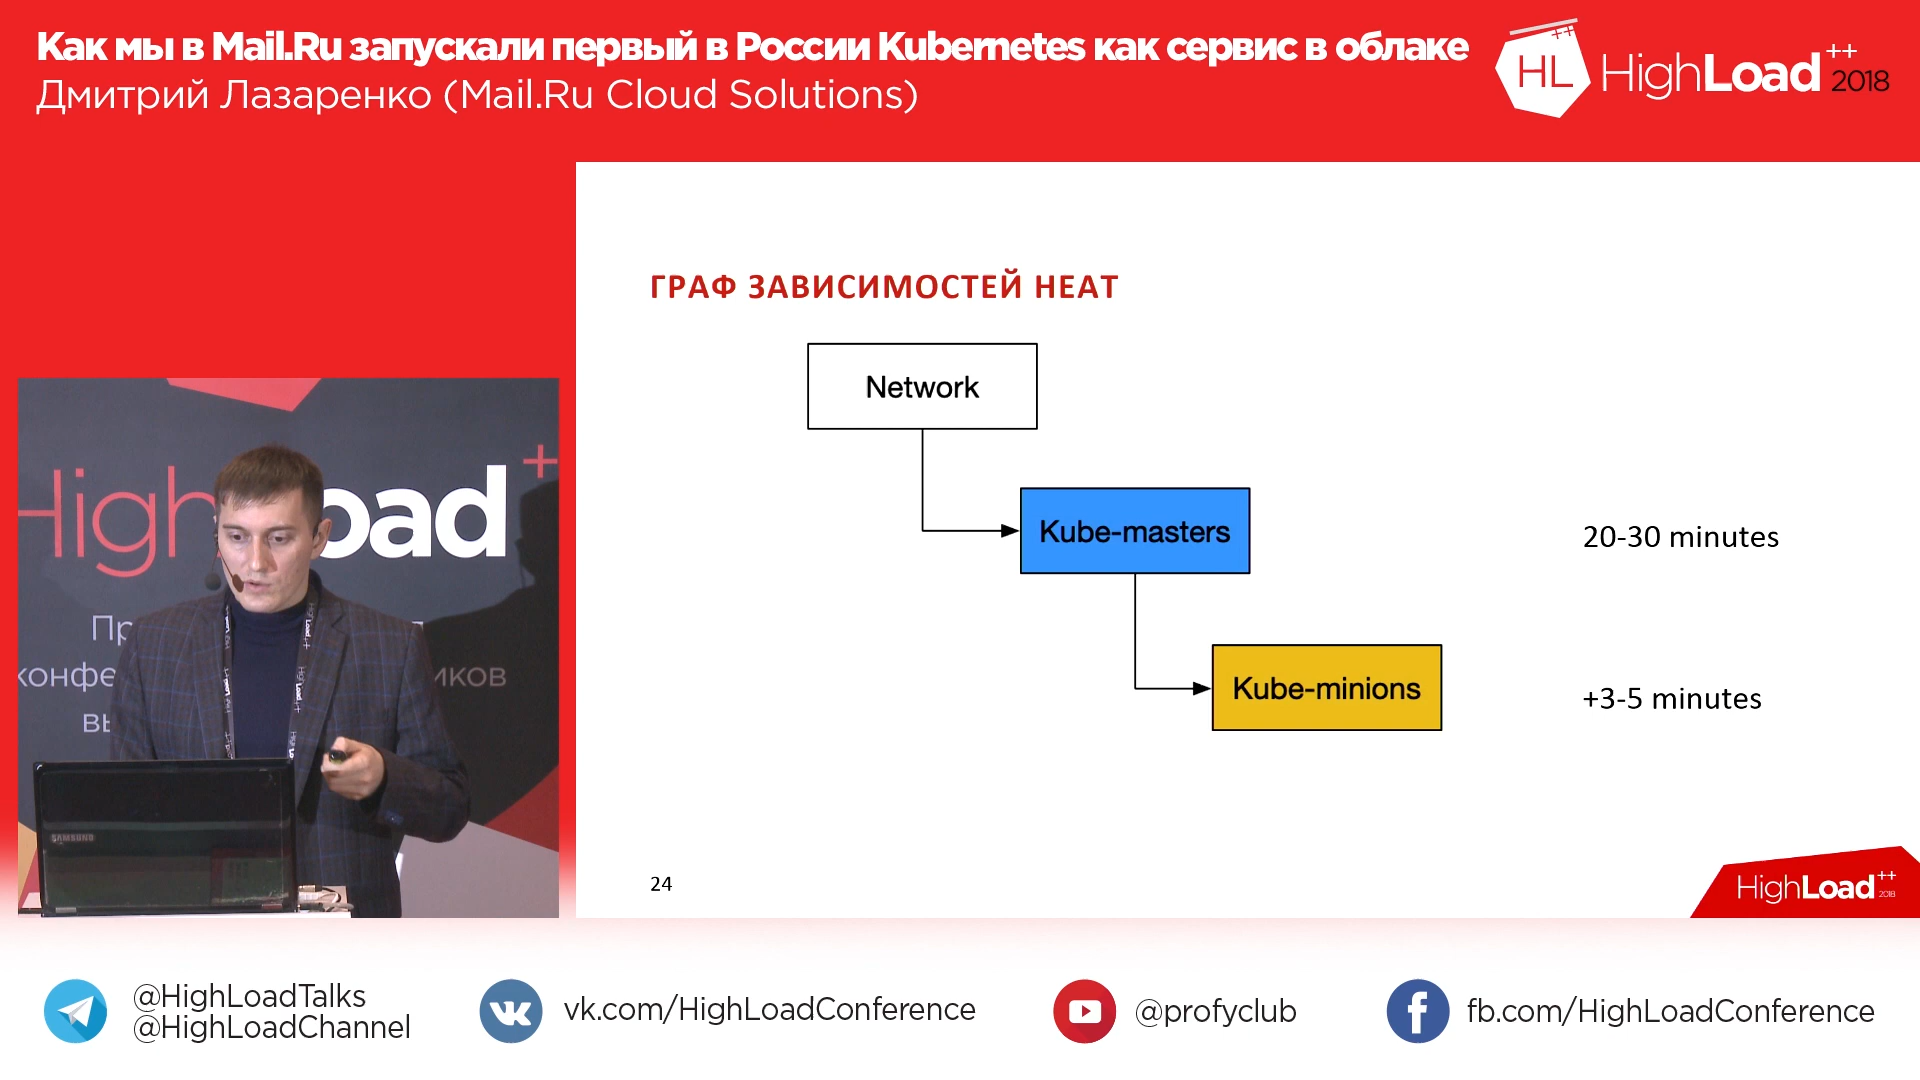 Как мы в Mail.Ru запускали первый в России Kubernetes как сервис в облаке
Дмитрий Лазаренко (Mail.Ru Cloud Solutions)
HL++
HighLoad++ 2018
ГРАФ ЗАВИСИМОСТЕЙ HEAT
Network
Kube-masters
20-30 minutes
Kube-minions
+3-5 minutes
24
HighLoad++ 2018
SAMSUNG
@HighLoadTalks
@HighLoadChannel
vk.com/HighLoadConference
@profyclub
fb.com/HighLoadConference